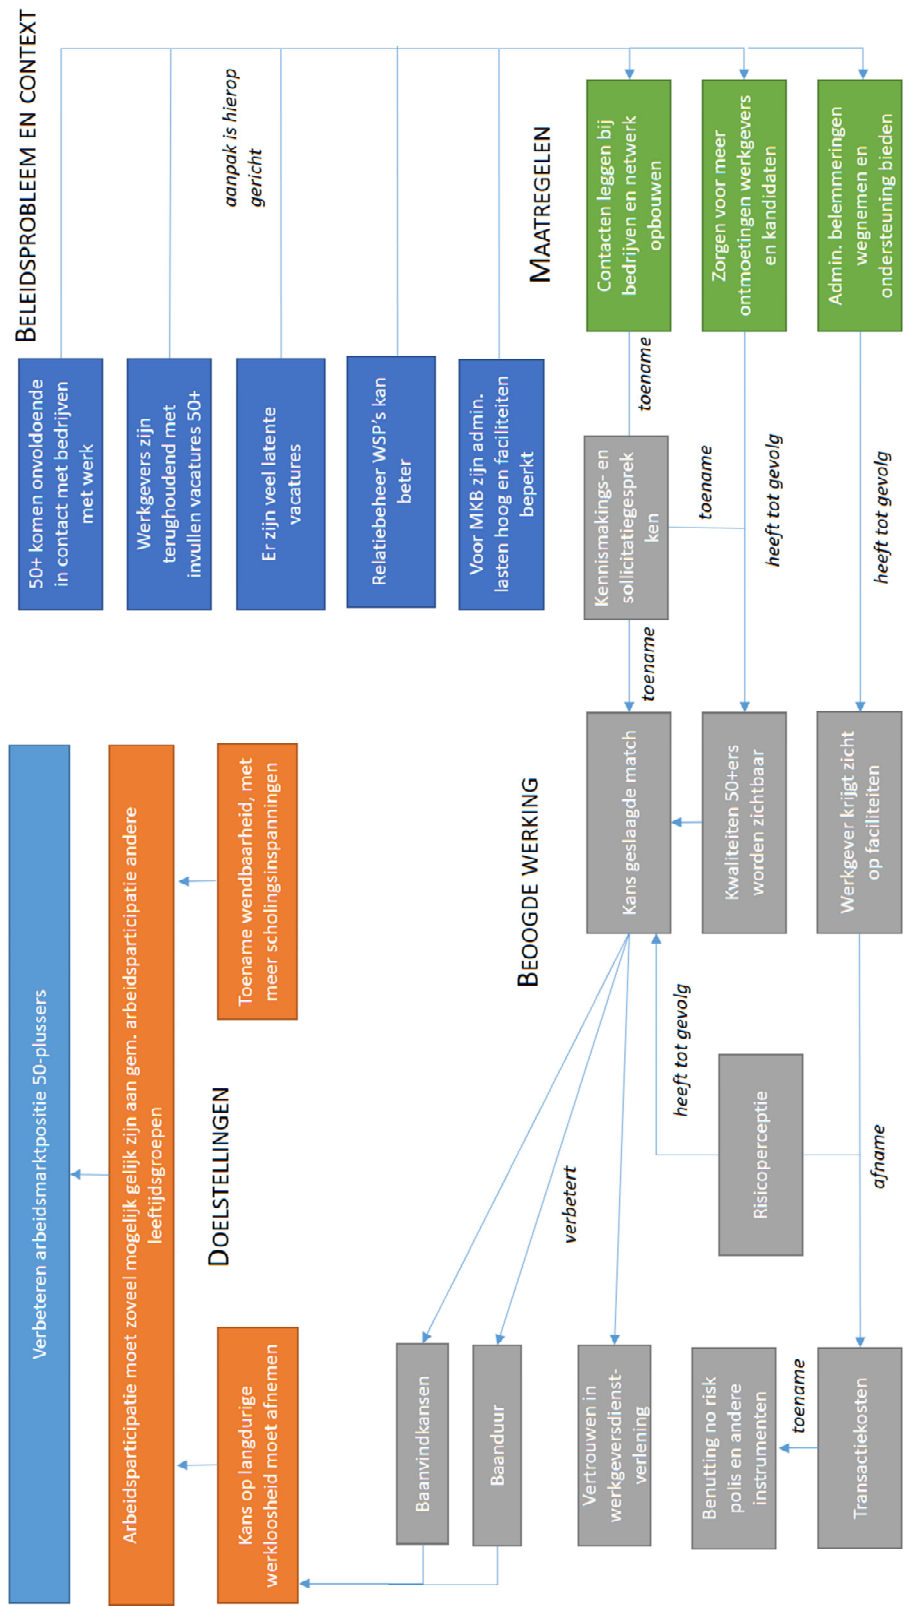 Verbeteren arbeidsmarktpositie 50-plussers
Arbeidsparticipatie moet zoveel mogelijk gelijk zijn aan gem. arbeidsparticipatie andere
leeftijdsgroepen
Kans op langdurige
werkloosheid moet afnemen
DOELSTELLINGEN
Toename wendbaarheid, met
meer scholingsinspanningen
BELEIDSPROBLEEM EN CONTEXT
50+ komen onvoldoende
in contact met bedrijven
met werk
Werkgevers zijn
terughoudend met
invullen vacatures 50+
Er zijn veel latente
vacatures
Relatiebeheer WSP's kan
beter
Voor MKB zijn admin.
lasten hoog en faciliteiten
beperkt
aanpak is hierop
gericht
MAATREGELEN
Contacten leggen bij
bedrijven en netwerk
opbouwen
Zorgen voor meer
ontmoetingen werkgevers
en kandidaten
Admin. belemmeringen
wegnemen en
ondersteuning bieden
toename
Kennismakings- en
sollicitatiegesprek
ken
toename
toename
heeft tot gevolg
heeft tot gevolg
BEOOGDE WERKING
Kans geslaagde match
Kwaliteiten 50+ers
worden zichtbaar
Werkgever krijgt zicht
op faciliteiten
heeft tot gevolg
Risicoperceptie
afname
verbetert
Baanvindkansen
Baanduur
Vertrouwen in
werkgeversdienst-
verlening
Benutting no risk
polis en andere
instrumenten
toename
Transactiekosten